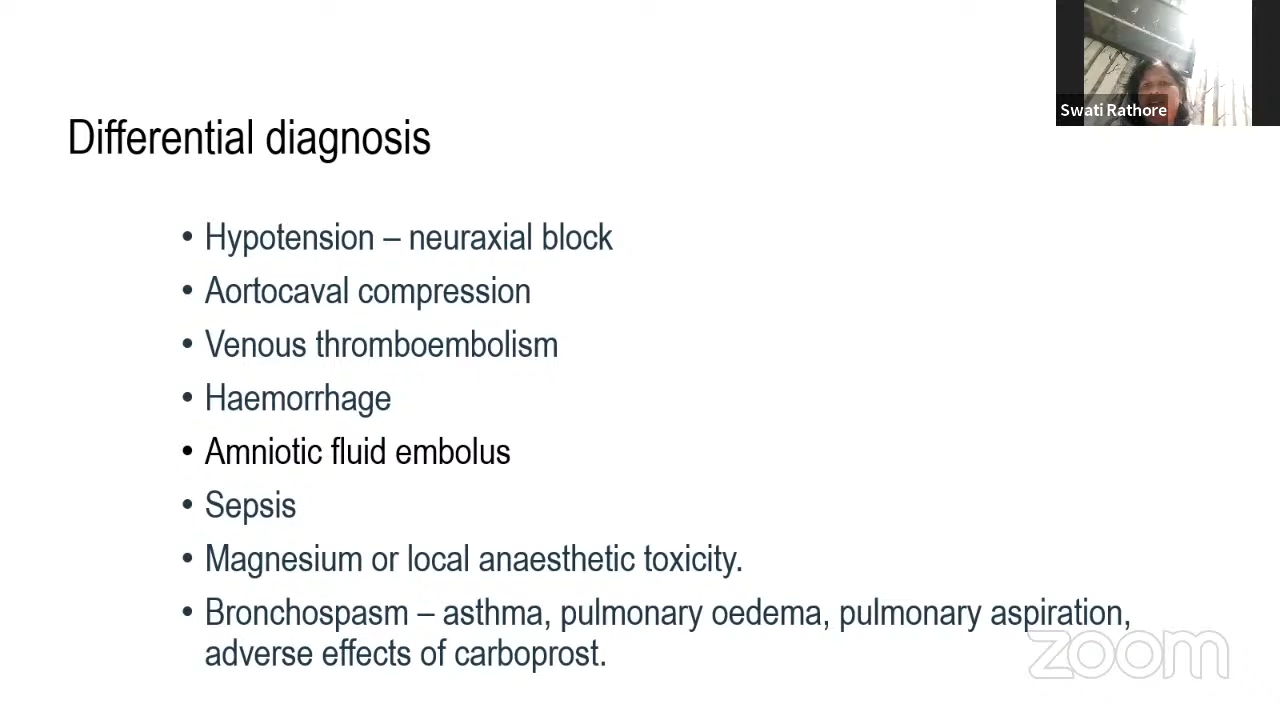 Swati Rathore
Differential diagnosis
• Hypotension – neuraxial block
• Aortocaval compression
• Venous thromboembolism
• Haemorrhage
• Amniotic fluid embolus
• Sepsis
• Magnesium or local anaesthetic toxicity.
• Bronchospasm – asthma, pulmonary oedema, pulmonary aspiration,
adverse effects of carboprost.
zoom